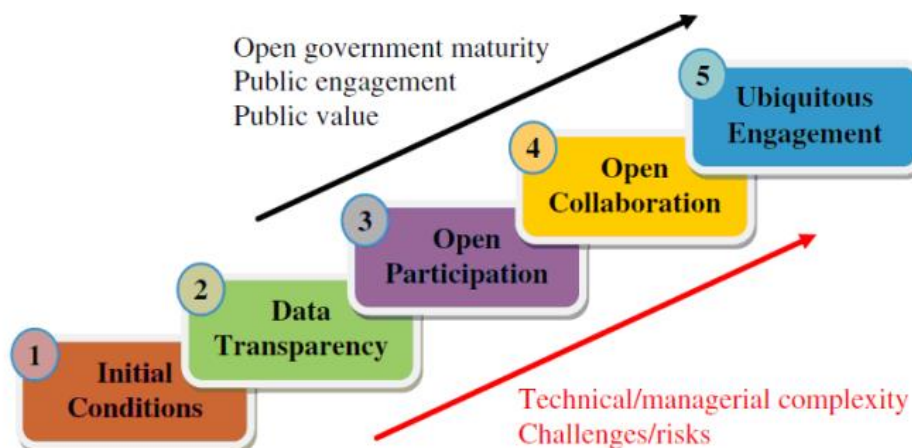 Open government maturity
Public engagement
Public value
1
Initial
Conditions
2
Data
Transparency
3
Open
Participation
4
Open
Collaboration
5
Ubiquitous
Engagement
Technical/managerial complexity
Challenges/risks